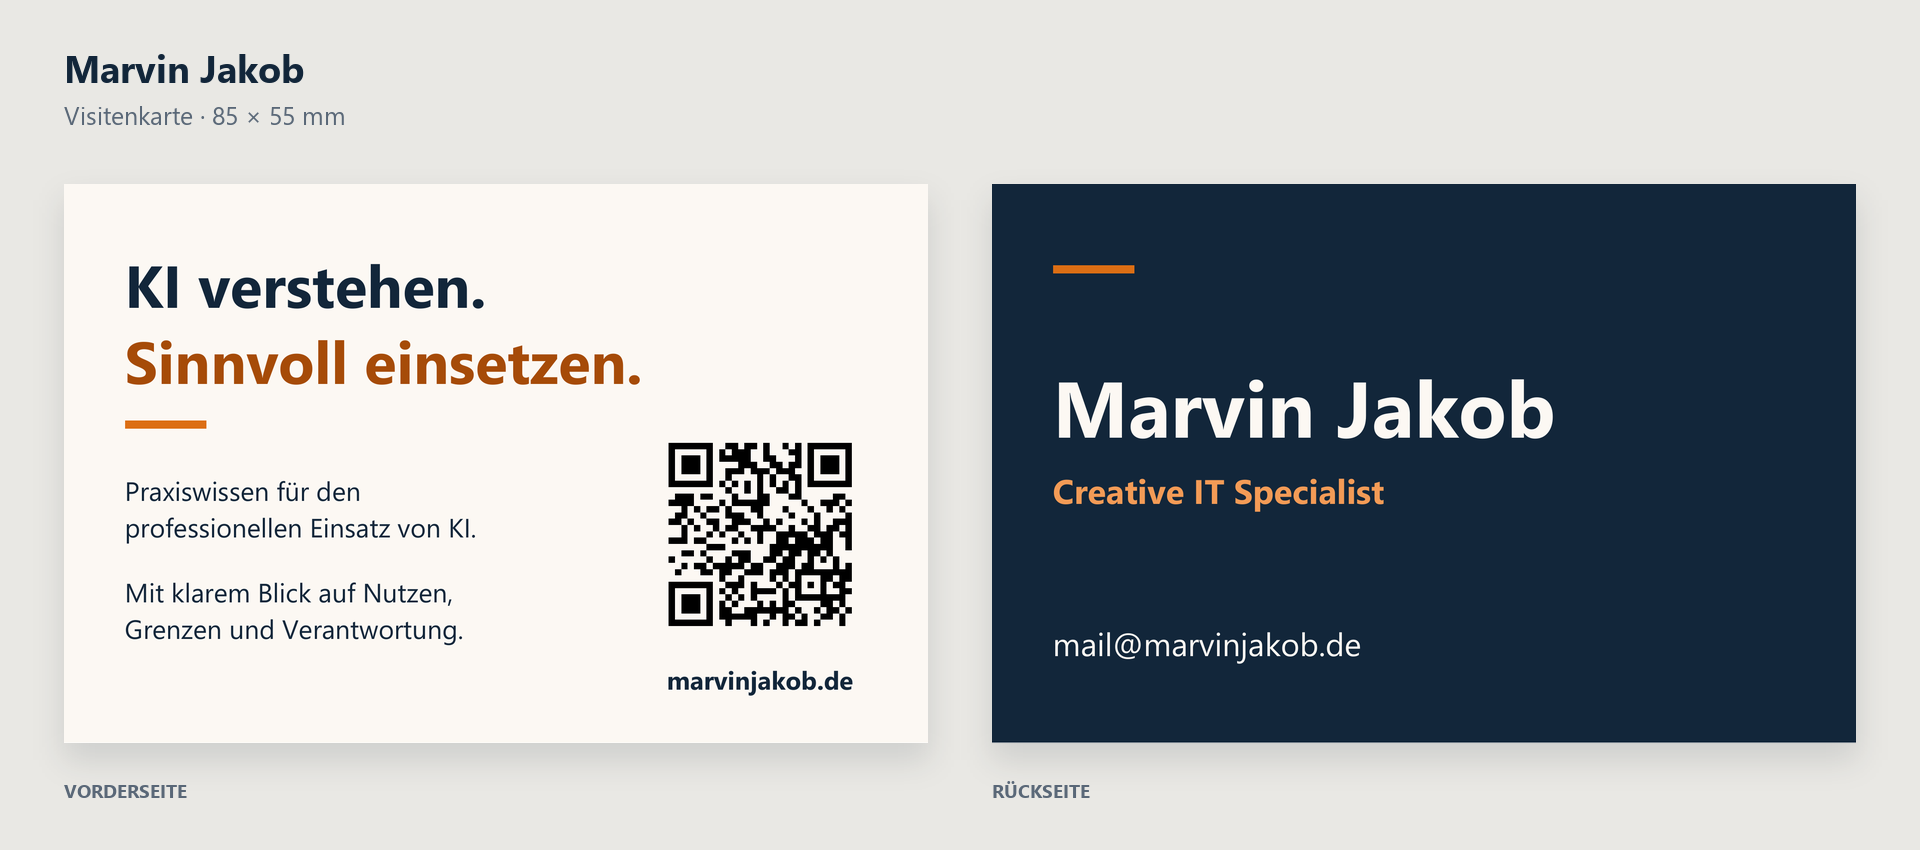 Marvin Jakob
Visitenkarte · 85 × 55 mm
KI verstehen.
Sinnvoll einsetzen.
Praxiswissen für den
professionellen Einsatz von KI.
Mit klarem Blick auf Nutzen,
Grenzen und Verantwortung.
marvinjakob.de
VORDERSEITE
Marvin Jakob
Creative IT Specialist
mail@marvinjakob.de
RÜCKSEITE